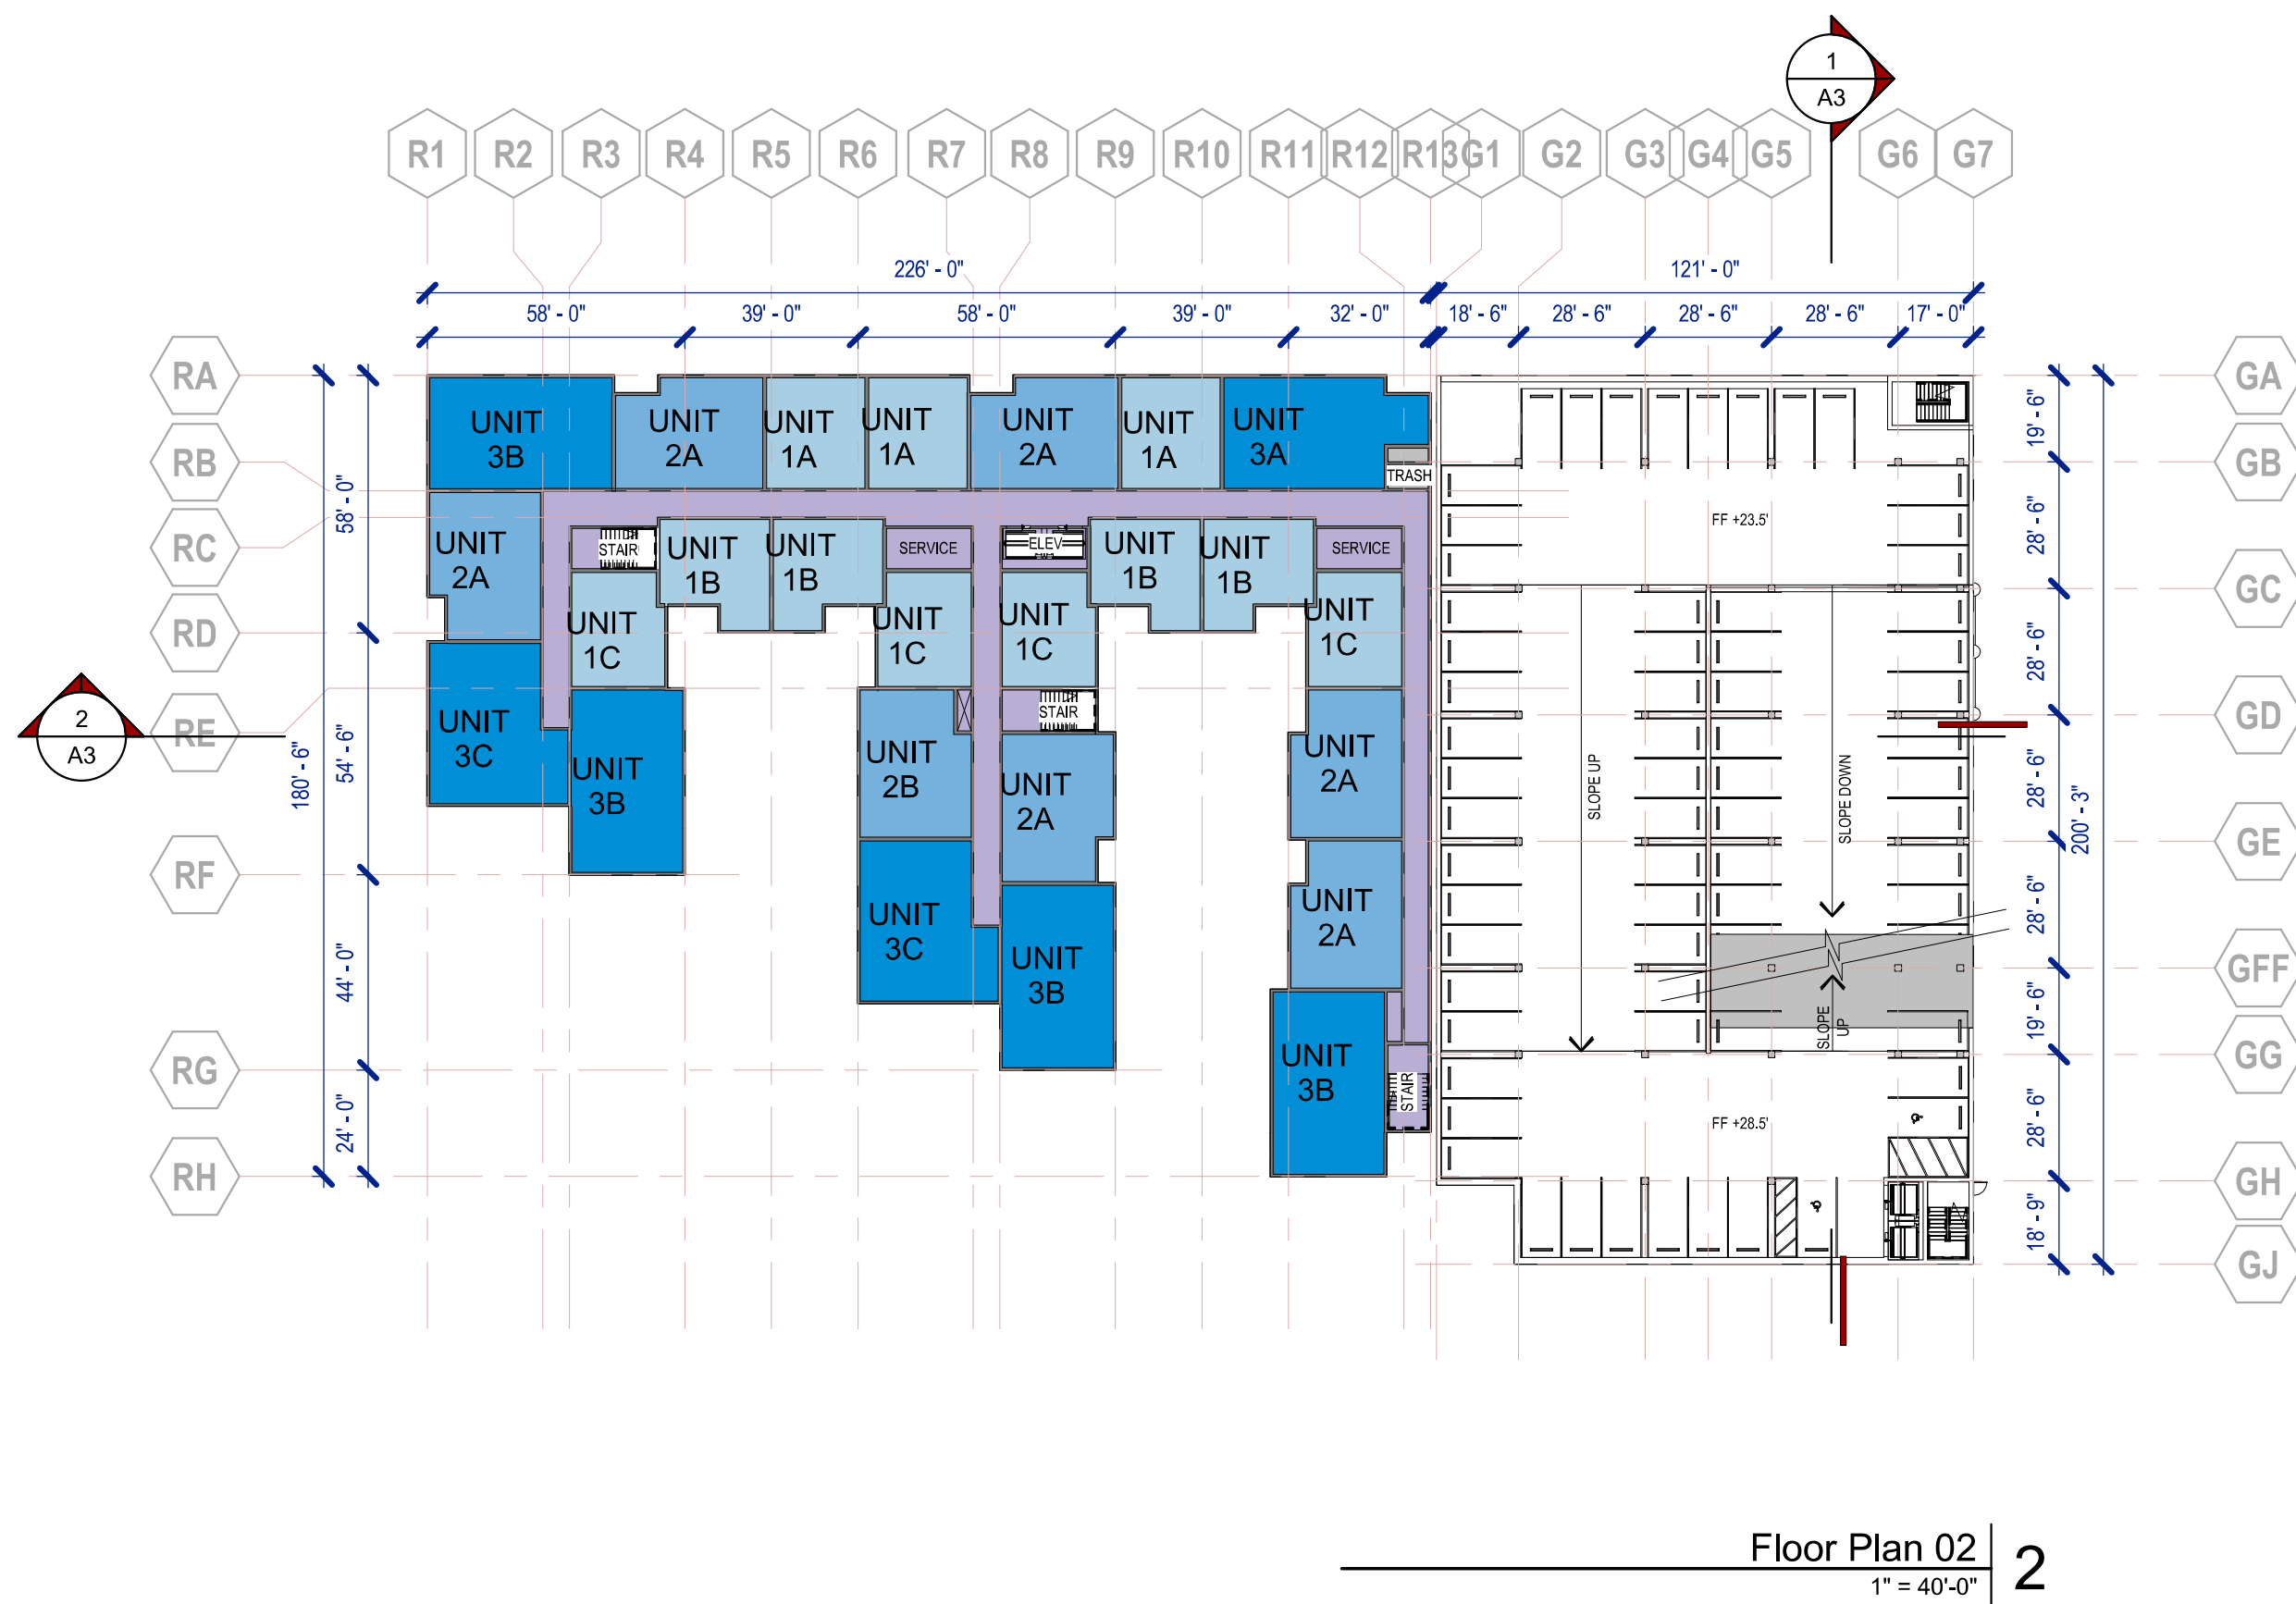 1
A3
R1 R2 R3 R4 R5 R6 R7 R8 R9 R10 R11 R12 R13 G1 G2 G3 G4 G5 G6 G7
226' - 0" 121' - 0"
58' - 0" 39' - 0" 58' - 0" 39' - 0" 32' - 0" 18' - 6" 28' - 6" 28' - 6" 28' - 6" 17' - 0"
RA
RB
RC
RD
RE
RF
RG
RH
2
A3
180' - 6"
58' - 0"
54' - 6"
44' - 0"
24' - 0"
UNIT
3B
UNIT
2A
UNIT
1A
UNIT
1A
UNIT
2A
UNIT
1A
UNIT
3A
TRASH
UNIT
2A
STAIR
UNIT
1B
UNIT
1B
SERVICE
ELEV
UNIT
1B
UNIT
1B
SERVICE
UNIT
1C
UNIT
1C
UNIT
1C
UNIT
1C
UNIT
3C
UNIT
3B
UNIT
2B
STAIR
UNIT
2A
UNIT
2A
UNIT
3C
UNIT
3B
UNIT
2A
UNIT
3B
STAIR
FF +23.5'
SLOPE UP
SLOPE DOWN
SLOPE
UP
FF +28.5'
19' - 6"
28' - 6"
28' - 6"
28' - 6"
28' - 6"
19' - 6"
28' - 6"
18' - 9"
200' - 3"
GA
GB
GC
GD
GE
GFF
GG
GH
GJ
Floor Plan 02
1" = 40'-0"
2